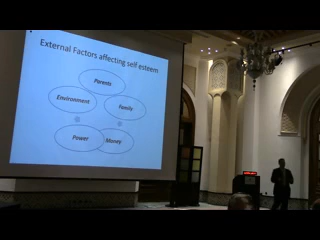 External Factors affecting self esteem
Parents
Environment
Family
Power
Money